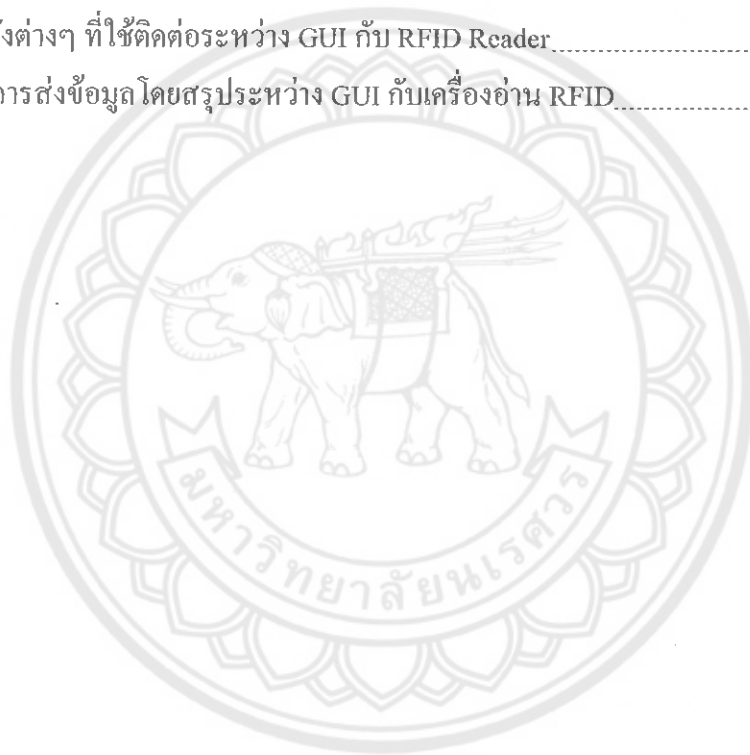 ต่างๆ ที่ใช้ติดต่อระหว่าง GUI กับ RFID Reader
การส่งข้อมูลโดยสรุประหว่าง GUI กับเครื่องอ่าน RFID
มหาวิทยาลัยนเรศวร